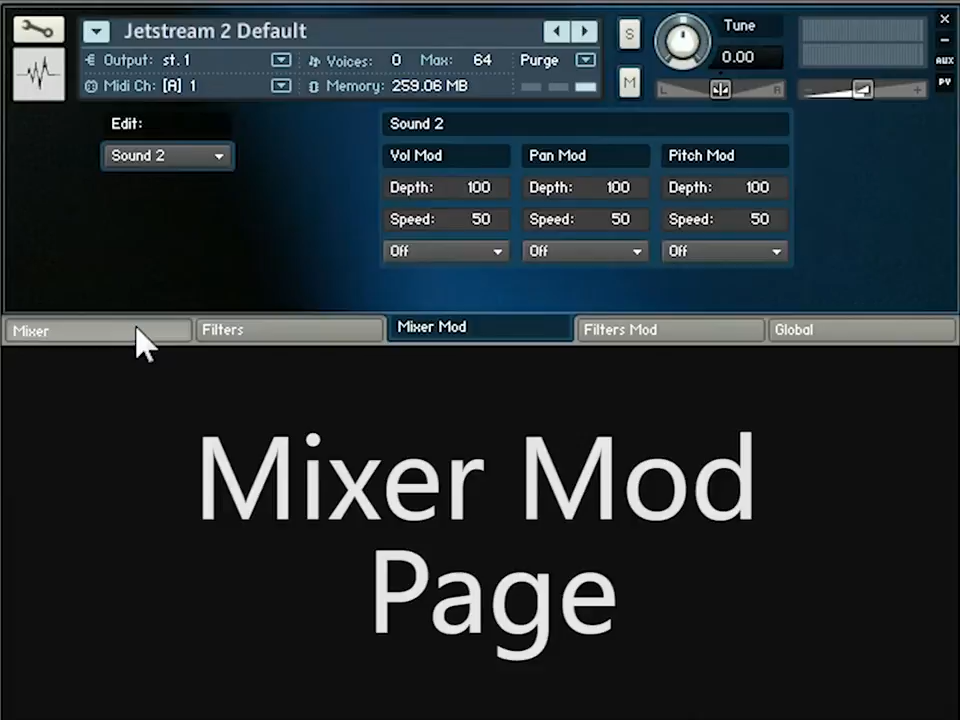 Jetstream 2 Default
Output: st.1
Voices: 0 Max: 64 Purge
Midi Ch: [A] 1
Memory: 259.06 MB
S
M
Tune
0.00
L R
- +
×
-
AUX
PV
Edit:
Sound 2
Sound 2
Vol Mod Pan Mod Pitch Mod
Depth: 100 Depth: 100 Depth: 100
Speed: 50 Speed: 50 Speed: 50
Off Off Off
Mixer Filters Mixer Mod Filters Mod Global
Mixer Mod
Page